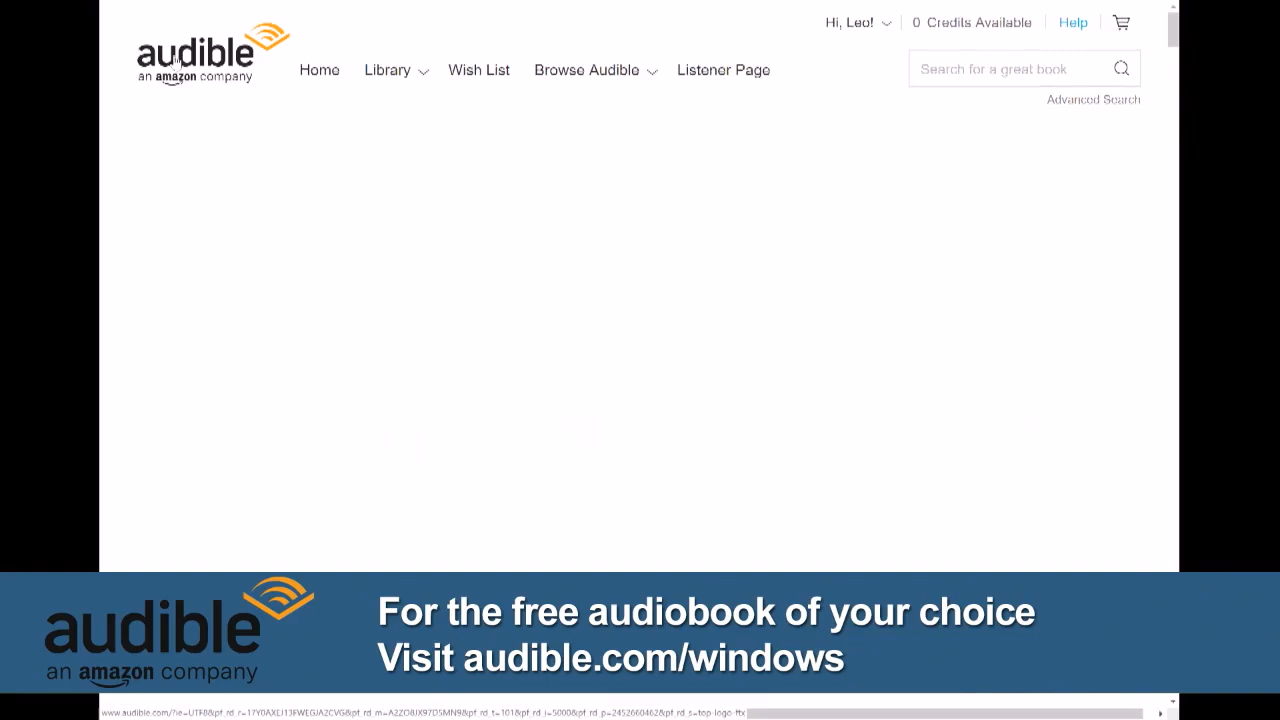 Hi, Leo!
0 Credits Available
Help
audible
an amazon company
Home
Library
Wish List
Browse Audible
Listener Page
Search for a great book
Advanced Search
audible
an amazon company
For the free audiobook of your choice
Visit audible.com/windows